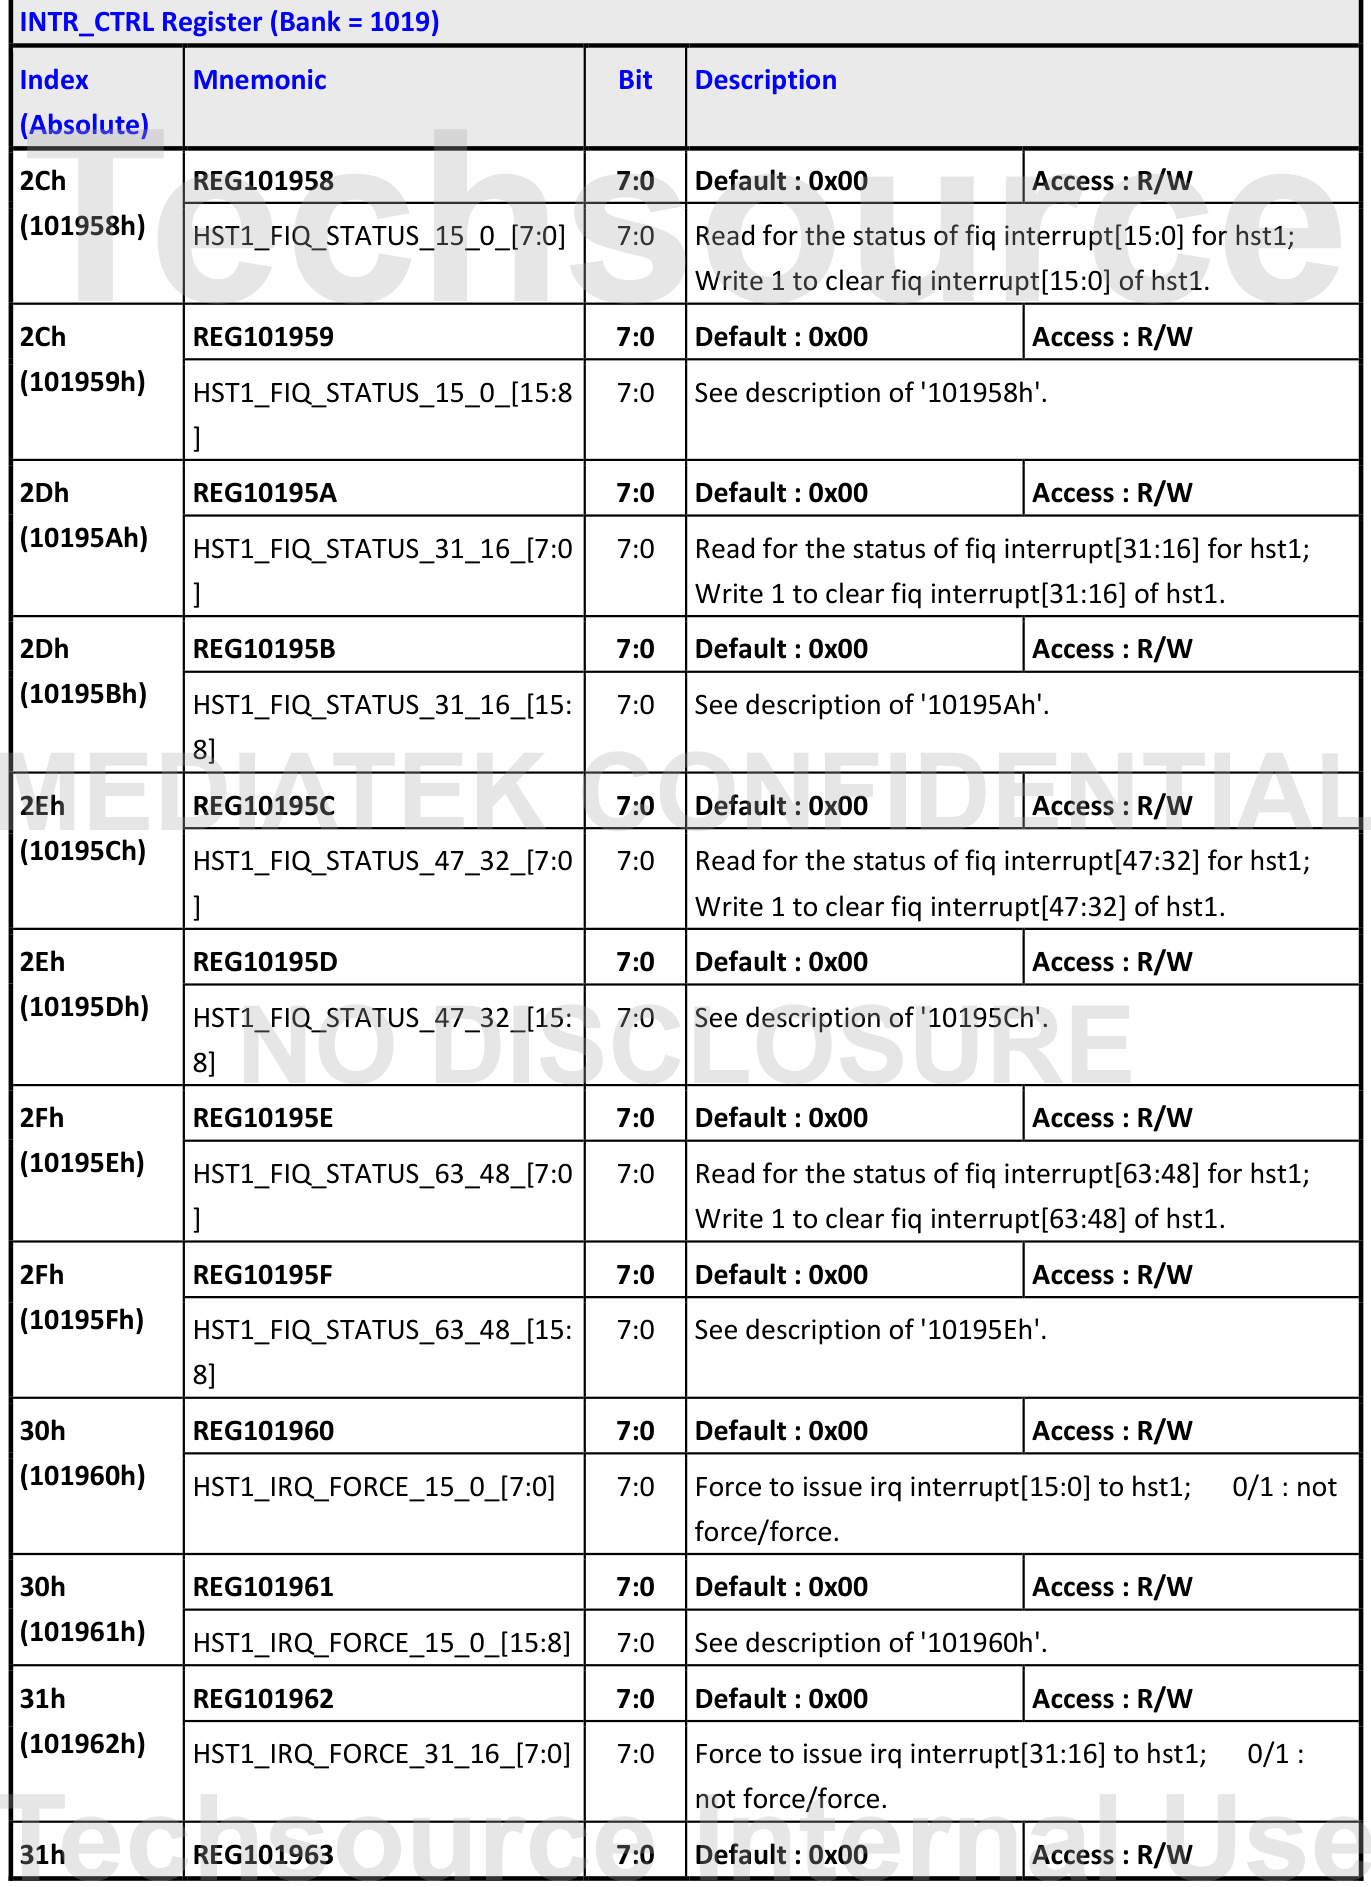 INTR_CTRL Register (Bank = 1019)
Index (Absolute) Mnemonic Bit Description
2Ch (101958h) REG101958 7:0 Default : 0x00 Access : R/W
HST1_FIQ_STATUS_15_0_[7:0] 7:0 Read for the status of fiq interrupt[15:0] for hst1;
Write 1 to clear fiq interrupt[15:0] of hst1.
2Ch (101959h) REG101959 7:0 Default : 0x00 Access : R/W
HST1_FIQ_STATUS_15_0_[15:8] 7:0 See description of '101958h'.
2Dh (10195Ah) REG10195A 7:0 Default : 0x00 Access : R/W
HST1_FIQ_STATUS_31_16_[7:0] 7:0 Read for the status of fiq interrupt[31:16] for hst1;
Write 1 to clear fiq interrupt[31:16] of hst1.
2Dh (10195Bh) REG10195B 7:0 Default : 0x00 Access : R/W
HST1_FIQ_STATUS_31_16_[15:8] 7:0 See description of '10195Ah'.
2Eh (10195Ch) REG10195C 7:0 Default : 0x00 Access : R/W
HST1_FIQ_STATUS_47_32_[7:0] 7:0 Read for the status of fiq interrupt[47:32] for hst1;
Write 1 to clear fiq interrupt[47:32] of hst1.
2Eh (10195Dh) REG10195D 7:0 Default : 0x00 Access : R/W
HST1_FIQ_STATUS_47_32_[15:8] 7:0 See description of '10195Ch'.
2Fh (10195Eh) REG10195E 7:0 Default : 0x00 Access : R/W
HST1_FIQ_STATUS_63_48_[7:0] 7:0 Read for the status of fiq interrupt[63:48] for hst1;
Write 1 to clear fiq interrupt[63:48] of hst1.
2Fh (10195Fh) REG10195F 7:0 Default : 0x00 Access : R/W
HST1_FIQ_STATUS_63_48_[15:8] 7:0 See description of '10195Eh'.
30h (101960h) REG101960 7:0 Default : 0x00 Access : R/W
HST1_IRQ_FORCE_15_0_[7:0] 7:0 Force to issue irq interrupt[15:0] to hst1; 0/1 : not
force/force.
30h (101961h) REG101961 7:0 Default : 0x00 Access : R/W
HST1_IRQ_FORCE_15_0_[15:8] 7:0 See description of '101960h'.
31h (101962h) REG101962 7:0 Default : 0x00 Access : R/W
HST1_IRQ_FORCE_31_16_[7:0] 7:0 Force to issue irq interrupt[31:16] to hst1; 0/1 :
not force/force.
31h REG101963 7:0 Default : 0x00 Access : R/W
Techsource
MEDIATEK CONFIDENTIAL
NO DISCLOSURE
Techsource Internal Use